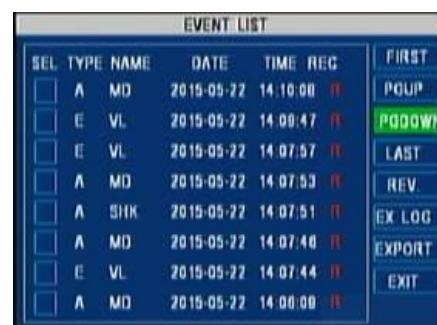 EVENT LIST
SEL TYPE NAME DATE TIME REC
A MD 2015-05-22 14:10:08 R
E VL 2015-05-22 14:09:47 R
E VL 2015-05-22 14:07:57 R
A MD 2015-05-22 14:07:53 R
A SHK 2015-05-22 14:07:51 R
A MD 2015-05-22 14:07:46 R
E VL 2015-05-22 14:07:44 R
A MD 2015-05-22 14:06:08 R
FIRST
PGUP
PGDOWN
LAST
REV.
EX LOG
EXPORT
EXIT